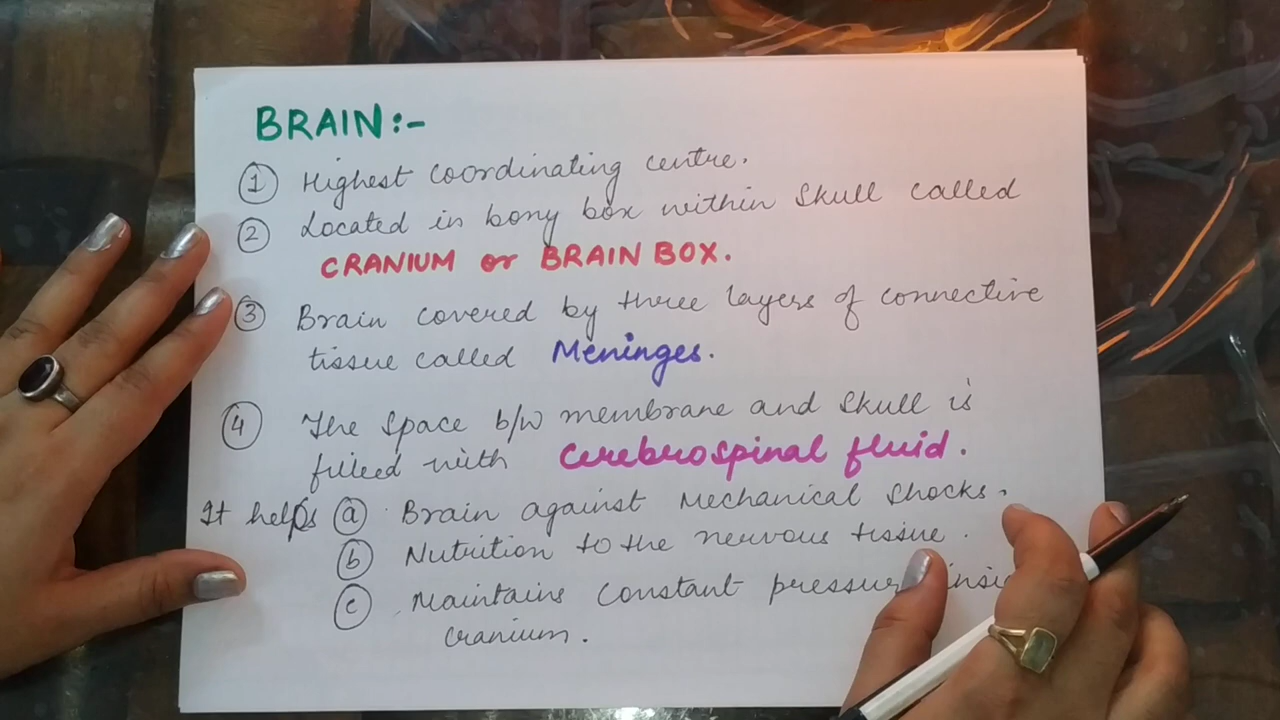 BRAIN:-
① Highest coordinating centre.
② Located in bony box within skull called
CRANIUM or BRAIN BOX.
③ Brain covered by three layers of connective
tissue called Meninges.
④ The space b/w membrane and skull is
filled with Cerebrospinal fluid.
It helps ⓐ Brain against Mechanical shocks.
ⓑ Nutrition to the nervous tissue.
ⓒ Maintains constant pressure
cranium.